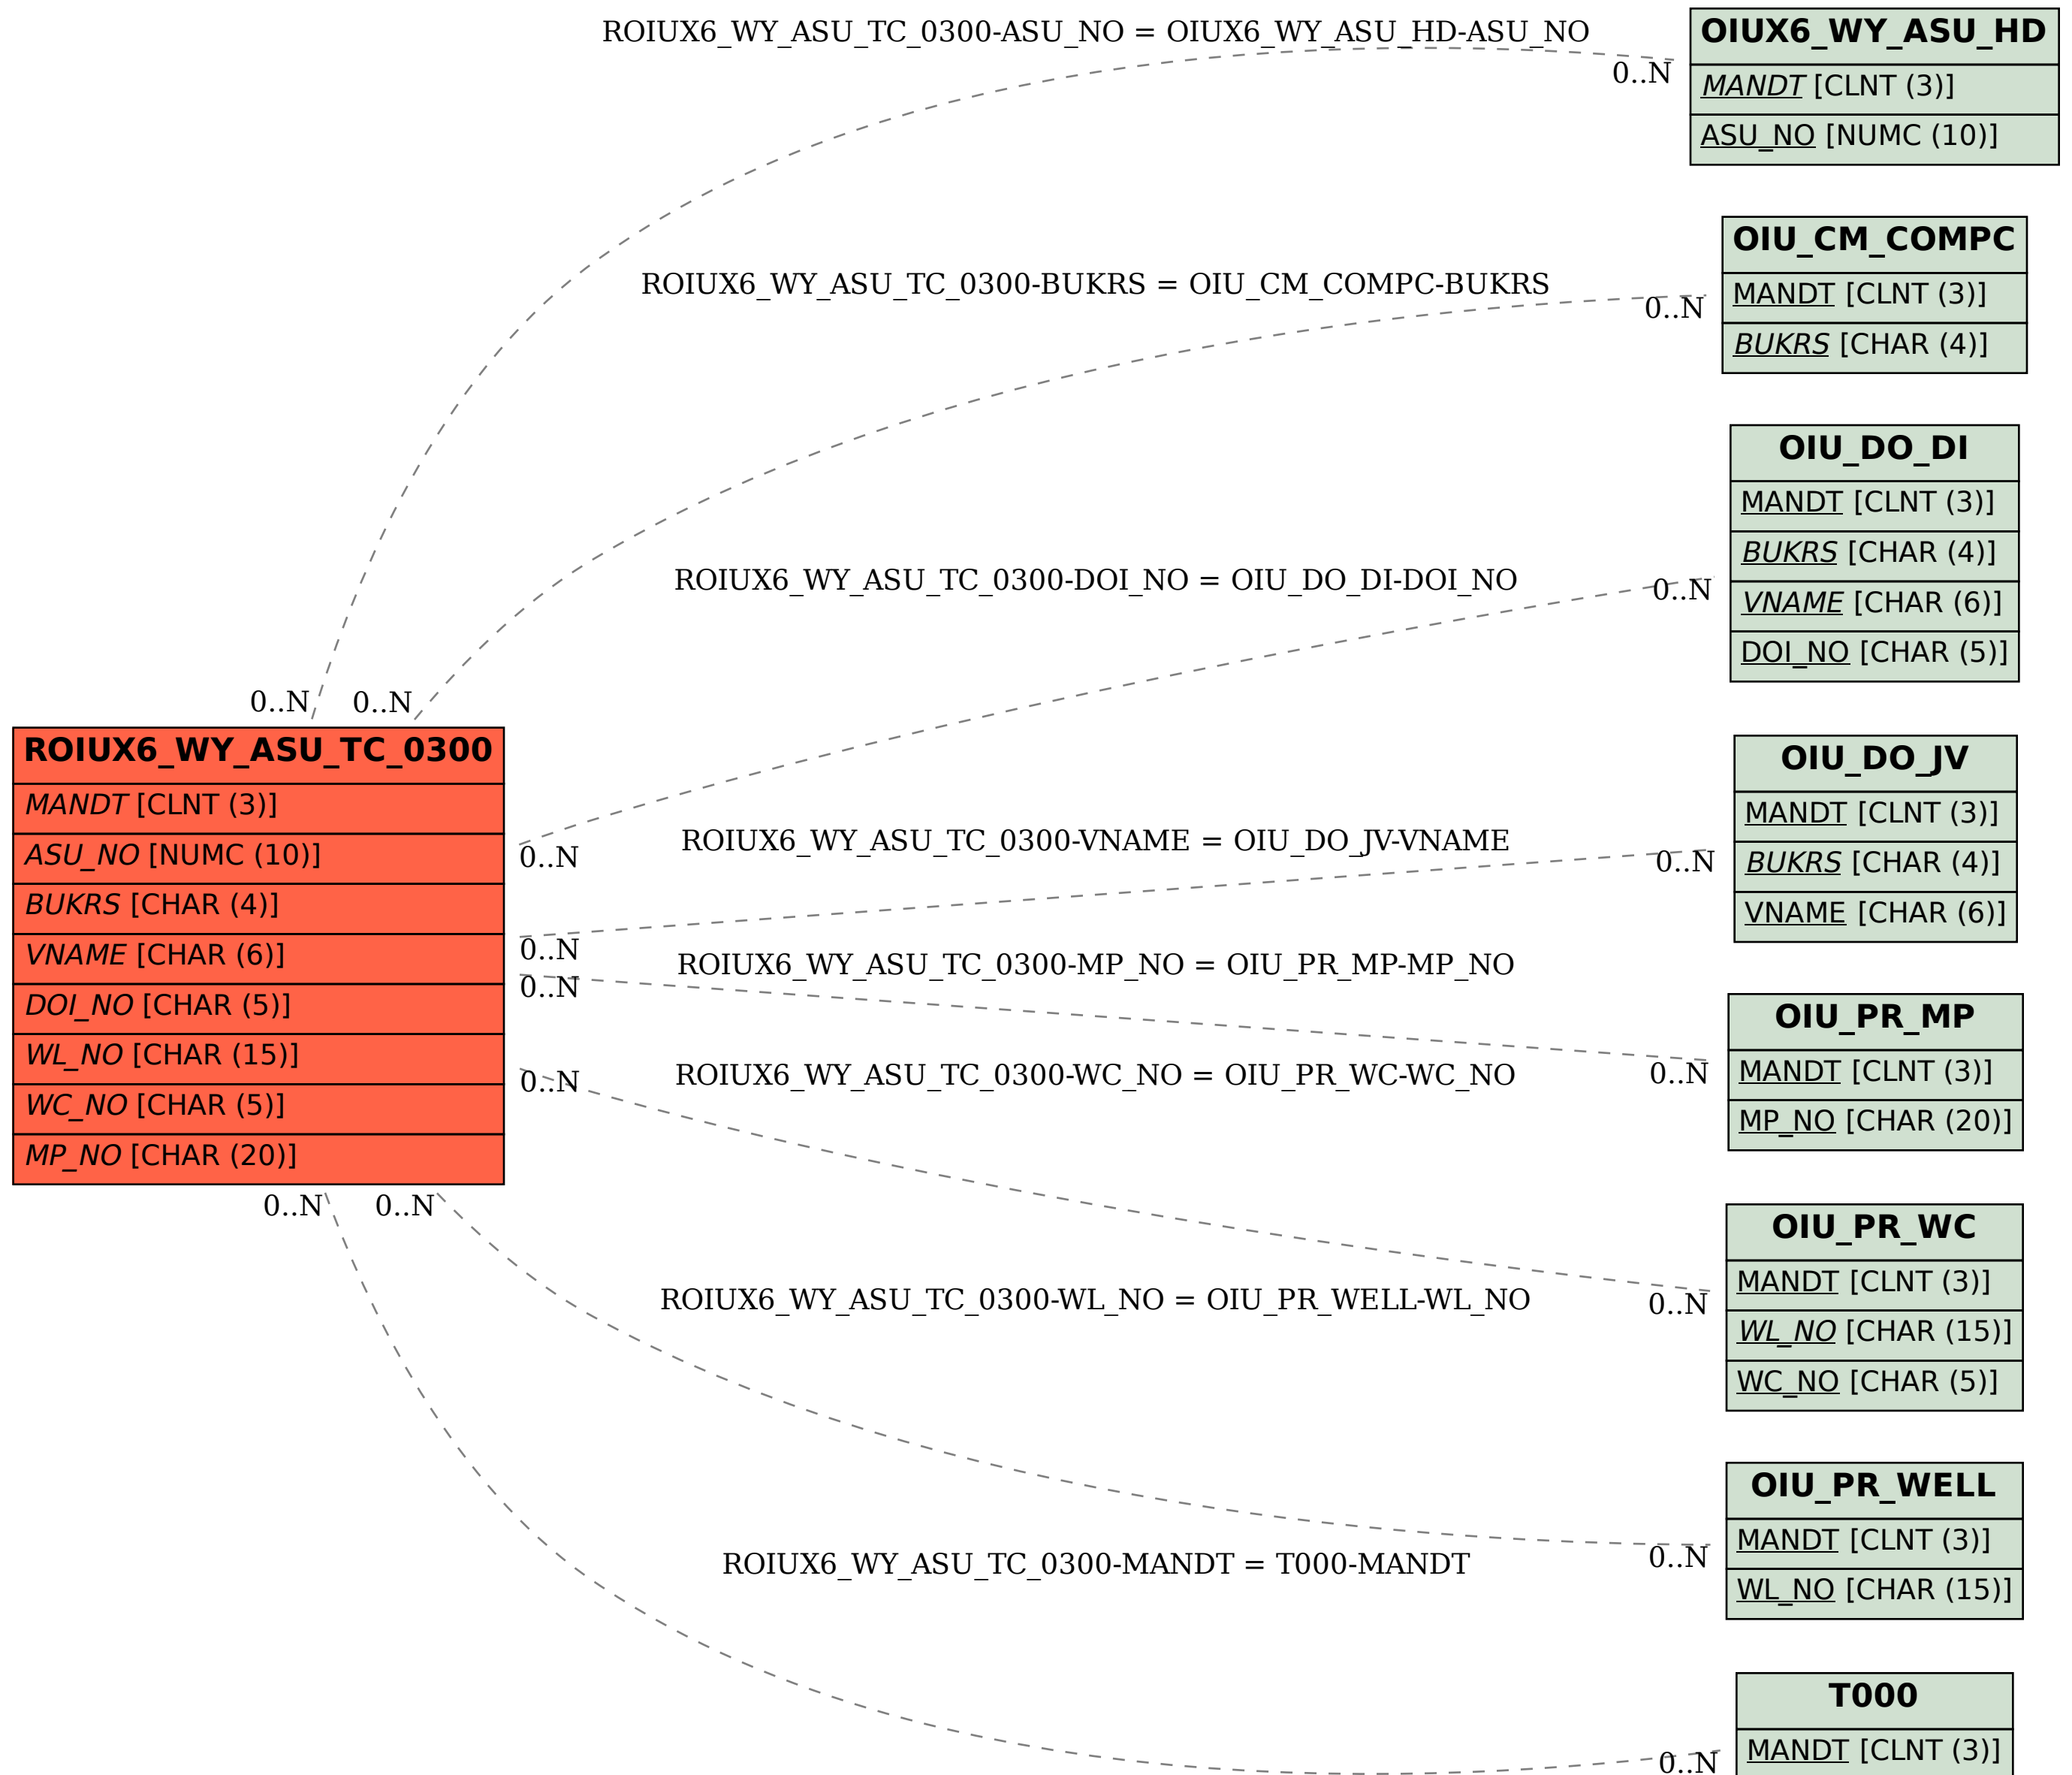 ROIUX6_WY_ASU_TC_0300-ASU_NO = OIUX6_WY_ASU_HD-ASU_NO
0..N
OIUX6_WY_ASU_HD
MANDT [CLNT (3)]
ASU_NO [NUMC (10)]
ROIUX6_WY_ASU_TC_0300-BUKRS = OIU_CM_COMPC-BUKRS
0..N
OIU_CM_COMPC
MANDT [CLNT (3)]
BUKRS [CHAR (4)]
ROIUX6_WY_ASU_TC_0300-DOI_NO = OIU_DO_DI-DOI_NO
0..N
OIU_DO_DI
MANDT [CLNT (3)]
BUKRS [CHAR (4)]
VNAME [CHAR (6)]
DOI_NO [CHAR (5)]
0..N
0..N
ROIUX6_WY_ASU_TC_0300
MANDT [CLNT (3)]
ASU_NO [NUMC (10)]
BUKRS [CHAR (4)]
VNAME [CHAR (6)]
DOI_NO [CHAR (5)]
WL_NO [CHAR (15)]
WC_NO [CHAR (5)]
MP_NO [CHAR (20)]
0..N
0..N
0..N
0..N
0..N
0..N
ROIUX6_WY_ASU_TC_0300-VNAME = OIU_DO_JV-VNAME
0..N
OIU_DO_JV
MANDT [CLNT (3)]
BUKRS [CHAR (4)]
VNAME [CHAR (6)]
ROIUX6_WY_ASU_TC_0300-MP_NO = OIU_PR_MP-MP_NO
0..N
OIU_PR_MP
MANDT [CLNT (3)]
MP_NO [CHAR (20)]
ROIUX6_WY_ASU_TC_0300-WC_NO = OIU_PR_WC-WC_NO
0..N
OIU_PR_WC
MANDT [CLNT (3)]
WL_NO [CHAR (15)]
WC_NO [CHAR (5)]
ROIUX6_WY_ASU_TC_0300-WL_NO = OIU_PR_WELL-WL_NO
0..N
OIU_PR_WELL
MANDT [CLNT (3)]
WL_NO [CHAR (15)]
ROIUX6_WY_ASU_TC_0300-MANDT = T000-MANDT
0..N
T000
MANDT [CLNT (3)]